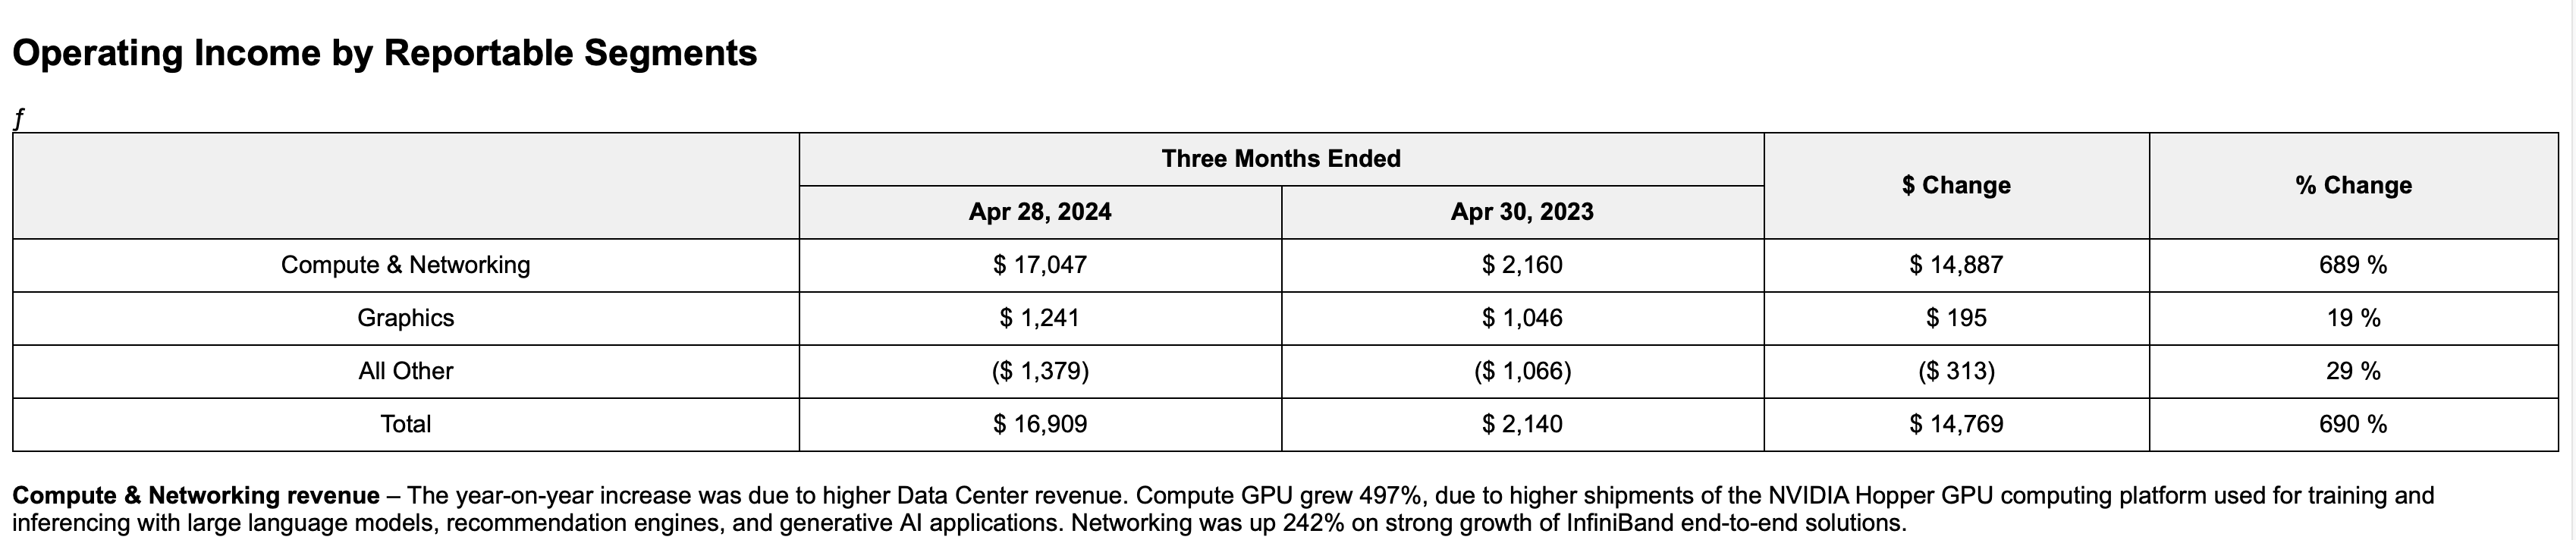 Operating Income by Reportable Segments
ƒ
Three Months Ended $ Change % Change
Apr 28, 2024 Apr 30, 2023
Compute & Networking $ 17,047 $ 2,160 $ 14,887 689 %
Graphics $ 1,241 $ 1,046 $ 195 19 %
All Other ($ 1,379) ($ 1,066) ($ 313) 29 %
Total $ 16,909 $ 2,140 $ 14,769 690 %
Compute & Networking revenue – The year-on-year increase was due to higher Data Center revenue. Compute GPU grew 497%, due to higher shipments of the NVIDIA Hopper GPU computing platform used for training and
inferencing with large language models, recommendation engines, and generative AI applications. Networking was up 242% on strong growth of InfiniBand end-to-end solutions.